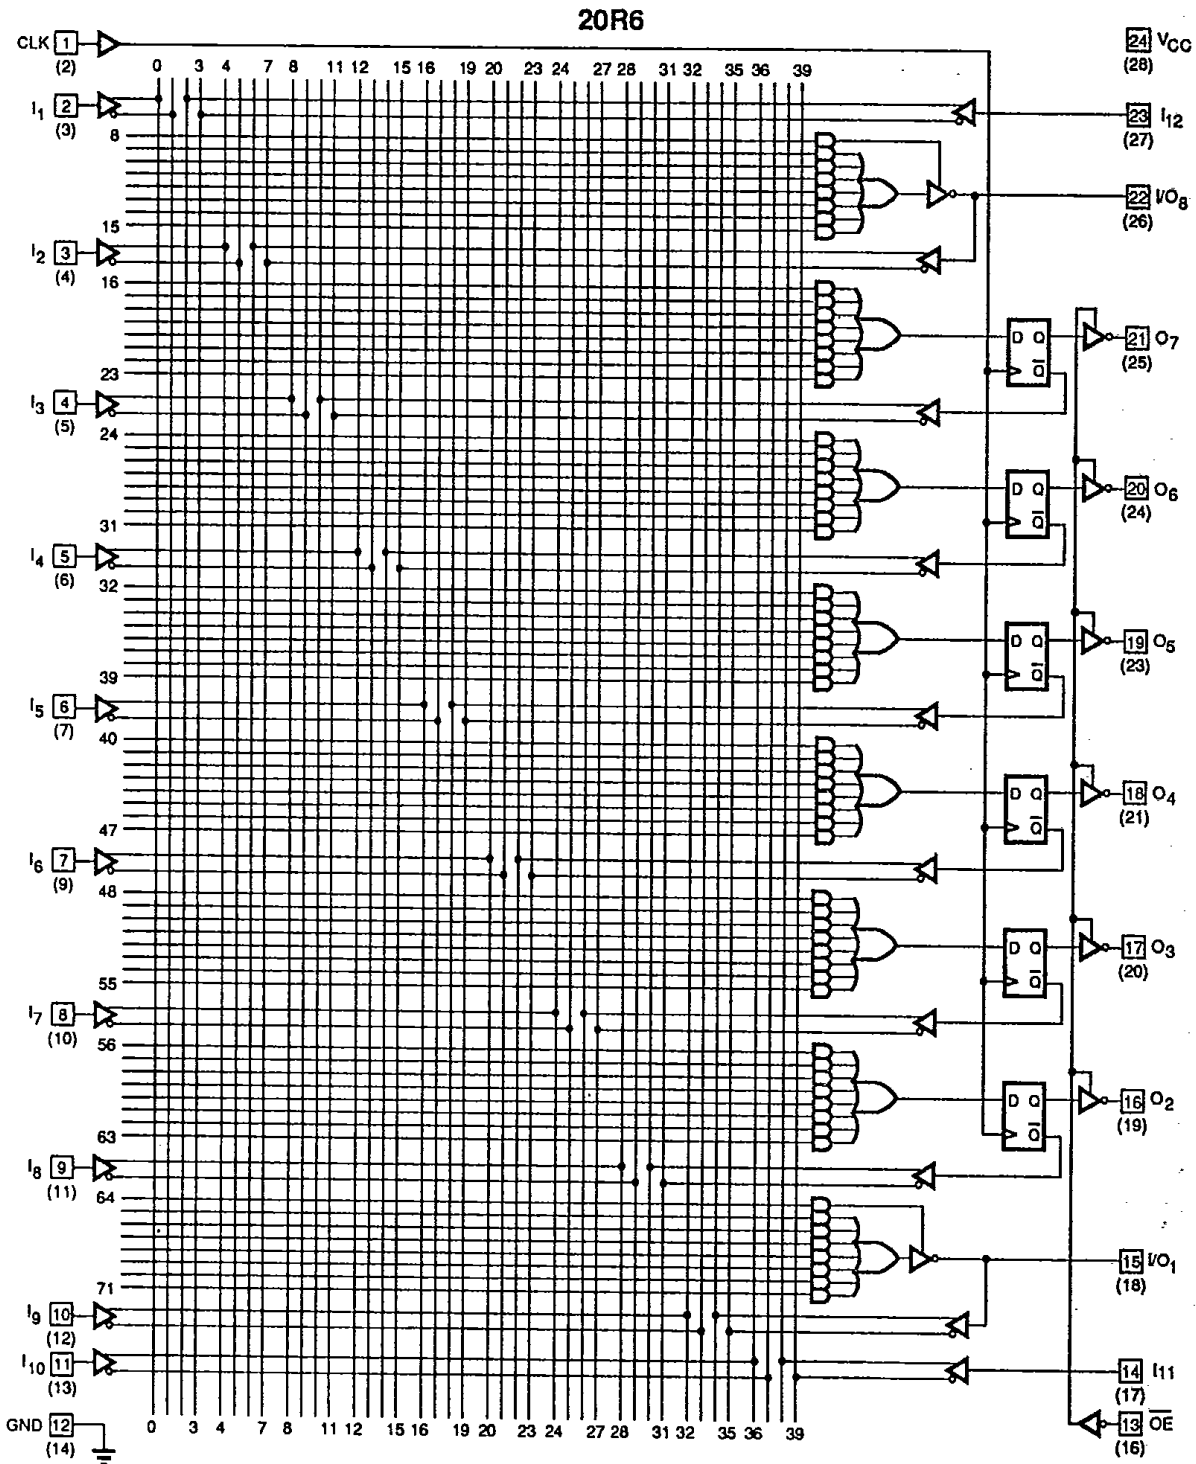 20R6
CLK 1 (2)
24 VCC (28)
0 3 4 7 8 11 12 15 16 19 20 23 24 27 28 31 32 35 36 39
I1 2 (3)
23 I12 (27)
8
15
22 I/O8 (26)
I2 3 (4)
16
D Q Q̅
21 O7 (25)
23
I3 4 (5)
24
D Q Q̅
20 O6 (24)
31
I4 5 (6)
32
D Q Q̅
19 O5 (23)
39
I5 6 (7)
40
D Q Q̅
18 O4 (21)
47
I6 7 (9)
48
D Q Q̅
17 O3 (20)
55
I7 8 (10)
56
D Q Q̅
16 O2 (19)
63
I8 9 (11)
64
15 I/O1 (18)
71
I9 10 (12)
I10 11 (13)
14 I11 (17)
GND 12 (14)
0 3 4 7 8 11 12 15 16 19 20 23 24 27 28 31 32 35 36 39
13 O̅E̅ (16)